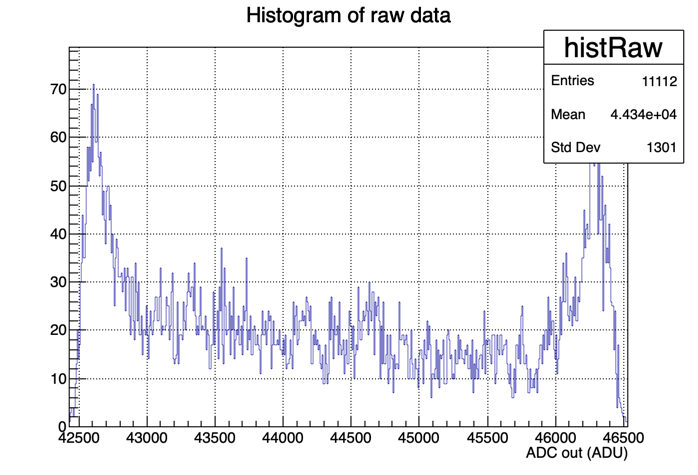 Histogram of raw data
histRaw
Entries 11112
Mean 4.434e+04
Std Dev 1301
70
60
50
40
30
20
10
0
42500 43000 43500 44000 44500 45000 45500 46000 46500
ADC out (ADU)